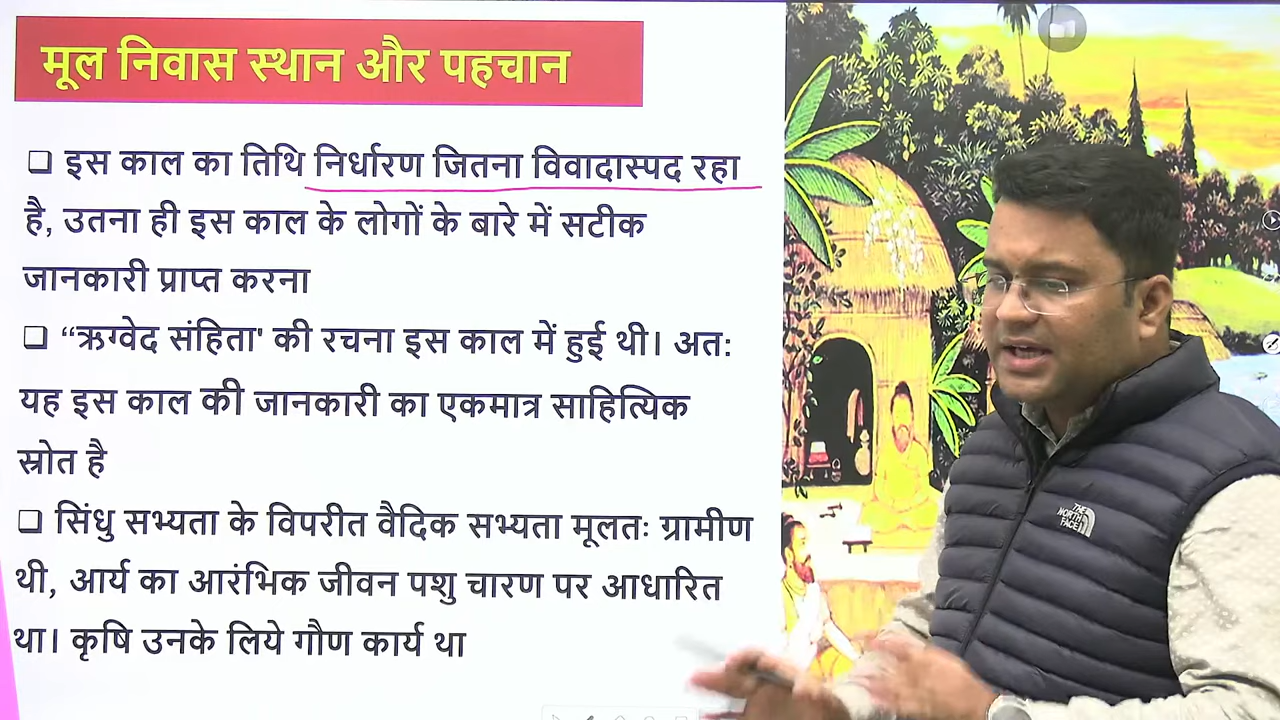 मूल निवास स्थान और पहचान
❑ इस काल का तिथि निर्धारण जितना विवादास्पद रहा
है, उतना ही इस काल के लोगों के बारे में सटीक
जानकारी प्राप्त करना
❑ “ऋग्वेद संहिता' की रचना इस काल में हुई थी। अत:
यह इस काल की जानकारी का एकमात्र साहित्यिक
स्रोत है
❑ सिंधु सभ्यता के विपरीत वैदिक सभ्यता मूलतः ग्रामीण
थी, आर्य का आरंभिक जीवन पशु चारण पर आधारित
था। कृषि उनके लिये गौण कार्य था
THE
NORTH
FACE